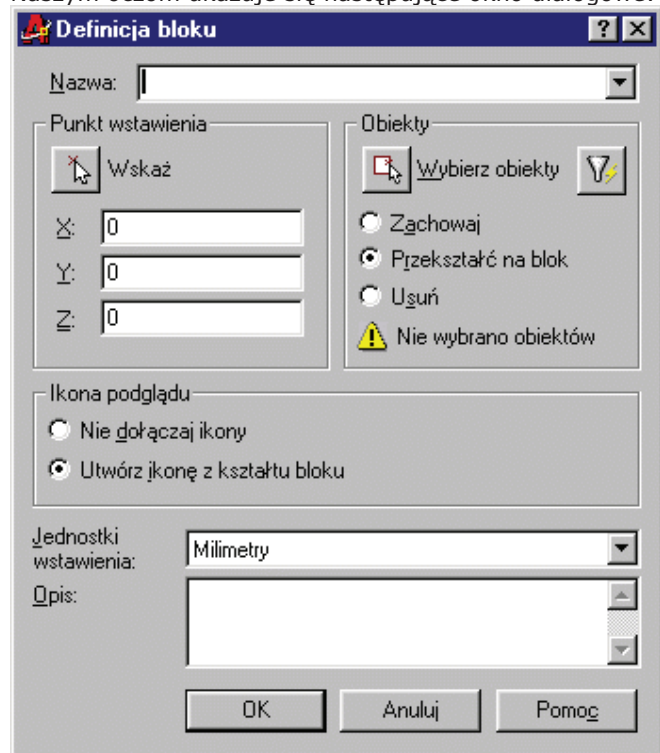 Naszym oczom ukazuje się następujące okno dialogowe:
Definicja bloku
Nazwa:
Punkt wstawienia
Wskaż
X: 0
Y: 0
Z: 0
Obiekty
Wybierz obiekty
Zachowaj
Przekształć na blok
Usuń
Nie wybrano obiektów
Ikona podglądu
Nie dołączaj ikony
Utwórz ikonę z kształtu bloku
Jednostki
wstawienia:
Milimetry
Opis:
OK Anuluj Pomoc